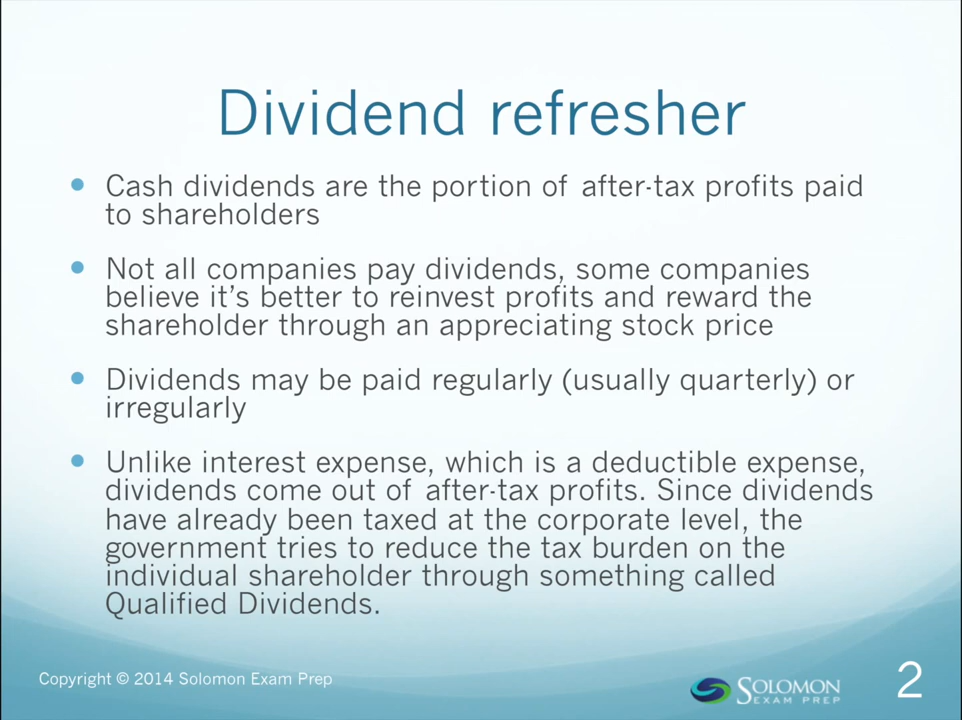 Dividend refresher
• Cash dividends are the portion of after-tax profits paid
to shareholders
• Not all companies pay dividends, some companies
believe it’s better to reinvest profits and reward the
shareholder through an appreciating stock price
• Dividends may be paid regularly (usually quarterly) or
irregularly
• Unlike interest expense, which is a deductible expense,
dividends come out of after-tax profits. Since dividends
have already been taxed at the corporate level, the
government tries to reduce the tax burden on the
individual shareholder through something called
Qualified Dividends.
Copyright © 2014 Solomon Exam Prep
SOLOMON
EXAM PREP
2